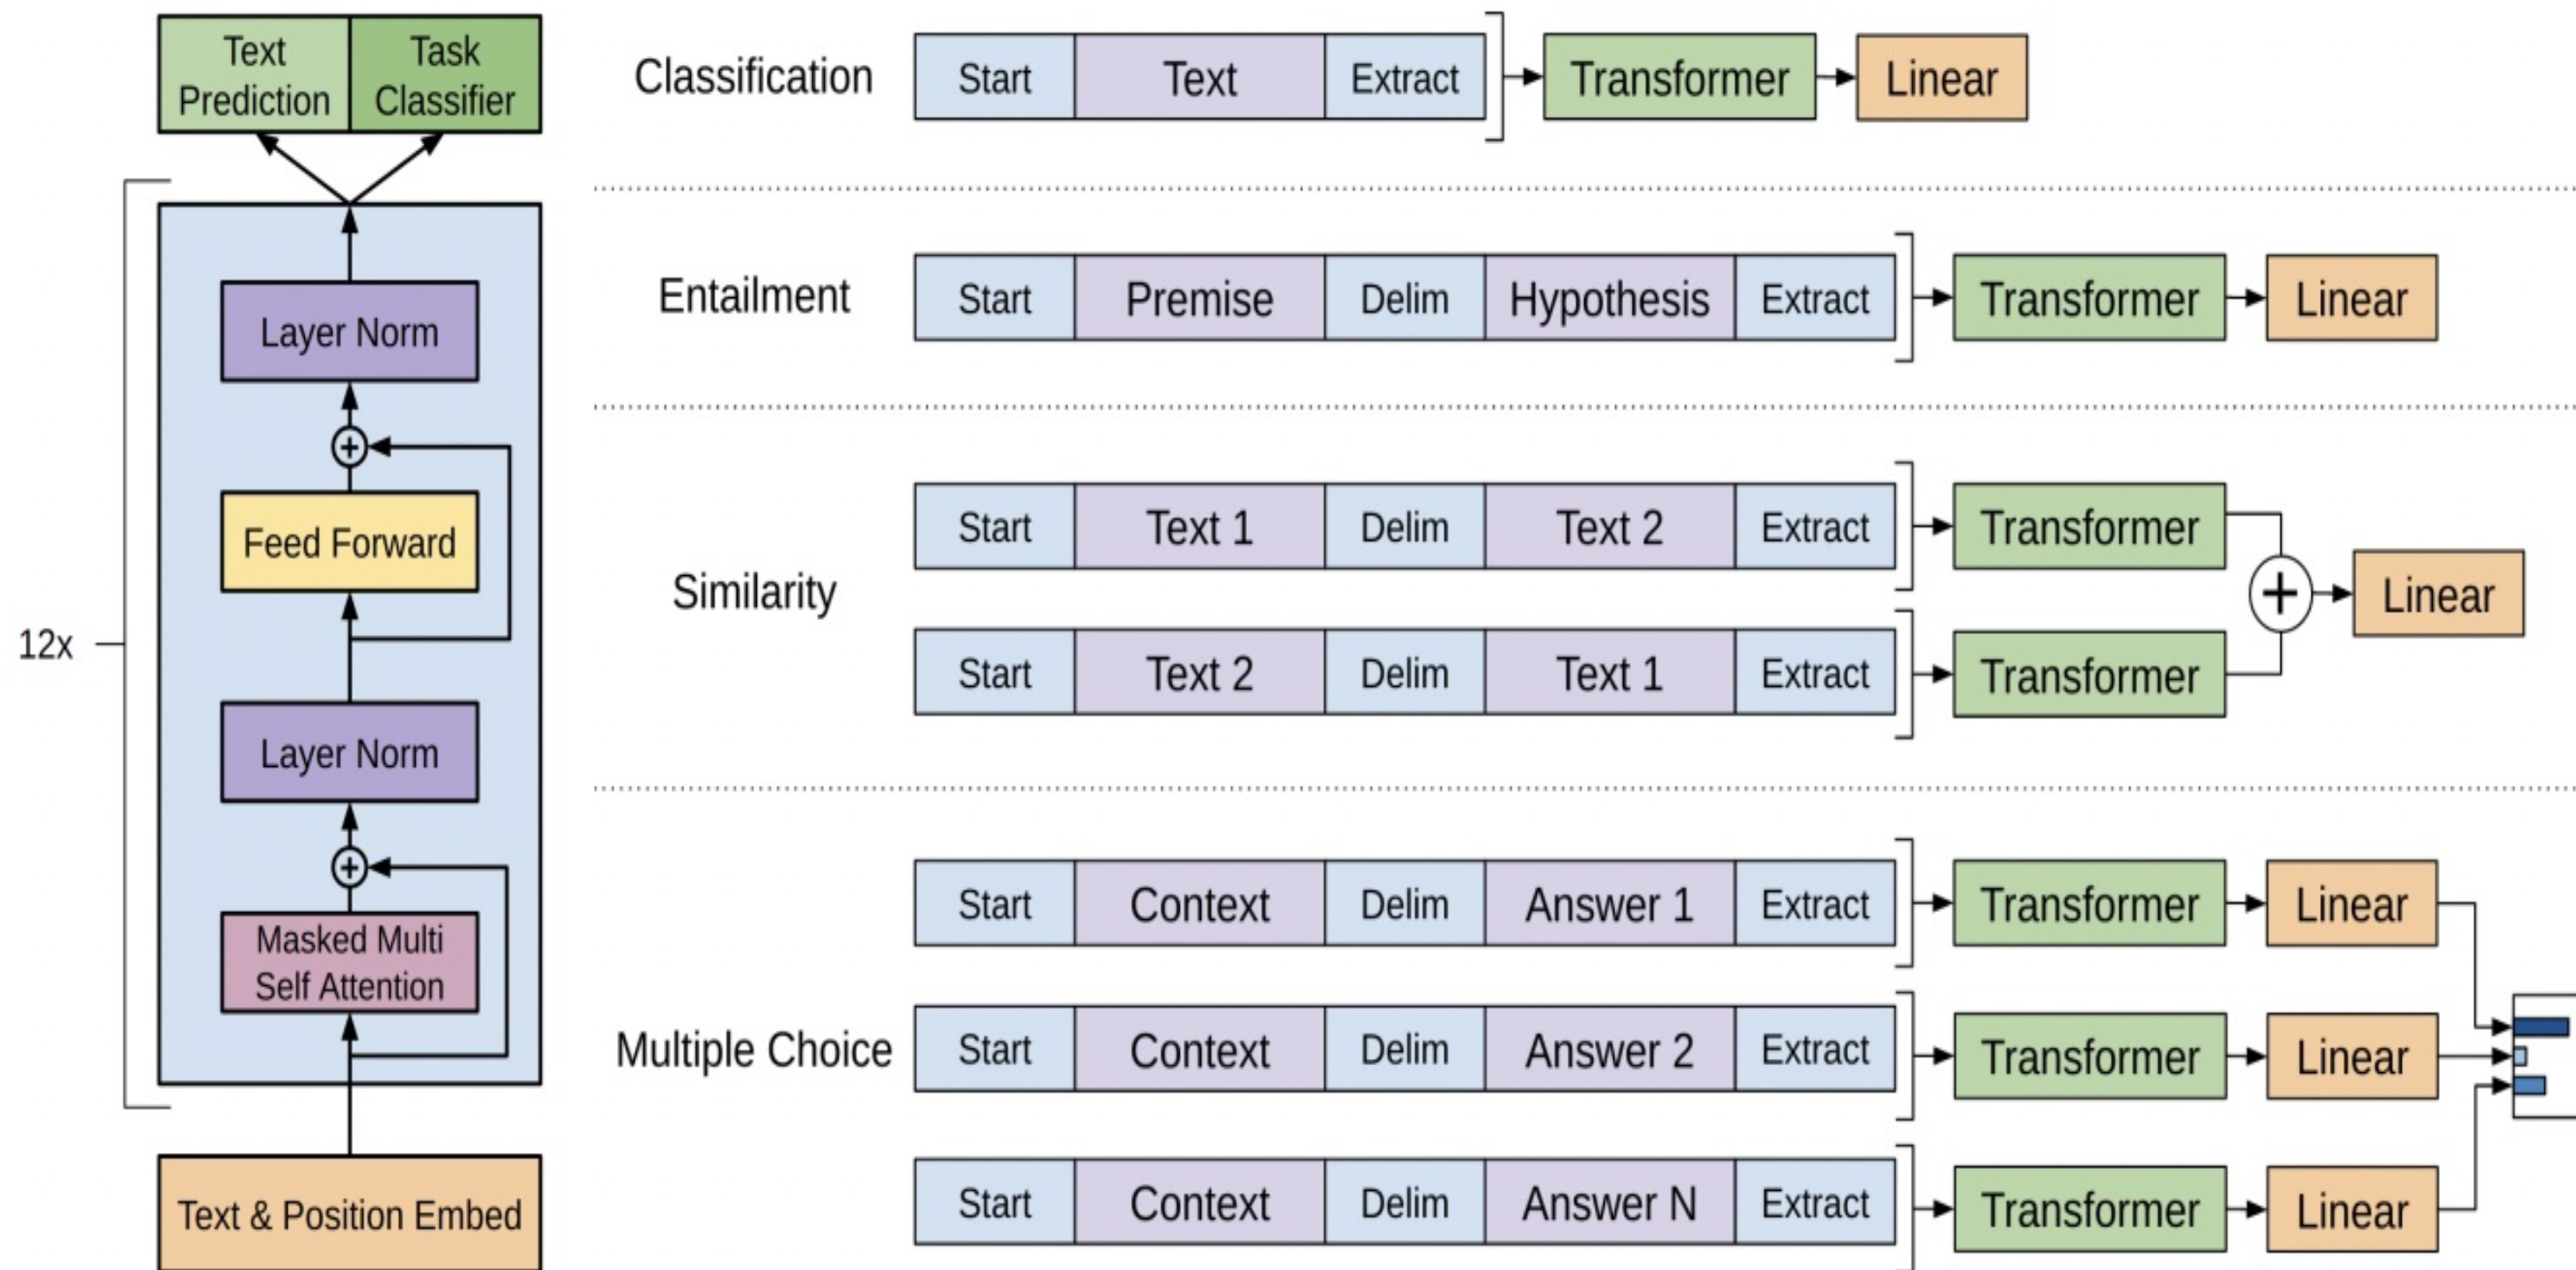 Text
Prediction
Task
Classifier
12x
Layer Norm
Feed Forward
Layer Norm
Masked Multi
Self Attention
Text & Position Embed
Classification
Start Text Extract Transformer Linear
Entailment
Start Premise Delim Hypothesis Extract Transformer Linear
Similarity
Start Text 1 Delim Text 2 Extract Transformer
Start Text 2 Delim Text 1 Extract Transformer
+ Linear
Multiple Choice
Start Context Delim Answer 1 Extract Transformer Linear
Start Context Delim Answer 2 Extract Transformer Linear
Start Context Delim Answer N Extract Transformer Linear